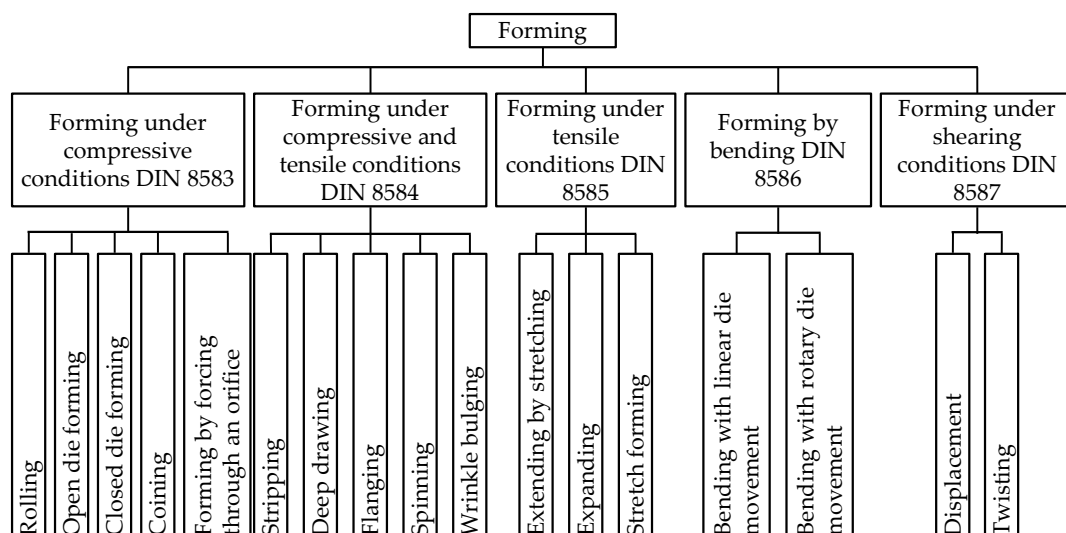 Forming
Forming under
compressive
conditions DIN 8583
Forming under
compressive and
tensile conditions
DIN 8584
Forming under
tensile
conditions DIN
8585
Forming by
bending DIN
8586
Forming under
shearing
conditions DIN
8587
Rolling
Open die forming
Closed die forming
Coining
Forming by forcing
through an orifice
Stripping
Deep drawing
Flanging
Spinning
Wrinkle bulging
Extending by stretching
Expanding
Stretch forming
Bending with linear die
movement
Bending with rotary die
movement
Displacement
Twisting